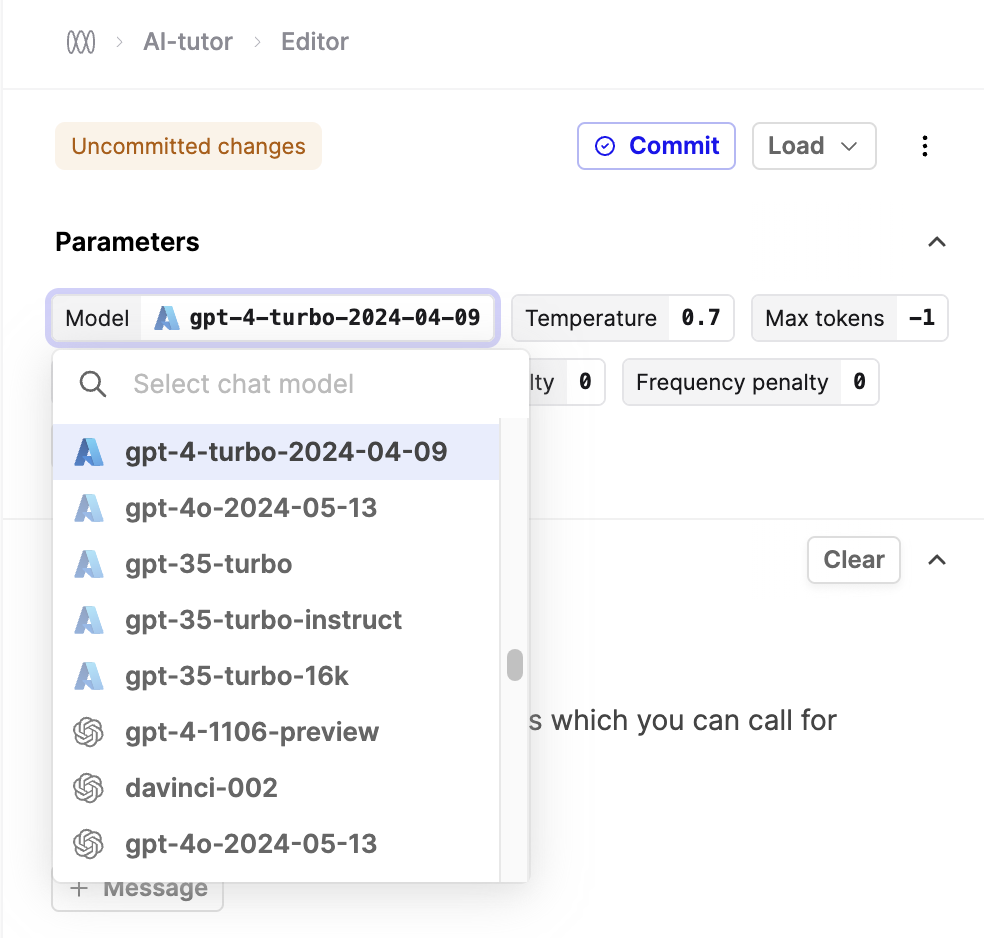 AI-tutor > Editor
Uncommitted changes Commit Load
Parameters
Model gpt-4-turbo-2024-04-09 Temperature 0.7 Max tokens -1
Select chat model
lty 0 Frequency penalty 0
gpt-4-turbo-2024-04-09
gpt-4o-2024-05-13
gpt-35-turbo
Clear
gpt-35-turbo-instruct
gpt-35-turbo-16k
s which you can call for
gpt-4-1106-preview
davinci-002
gpt-4o-2024-05-13
+ Message